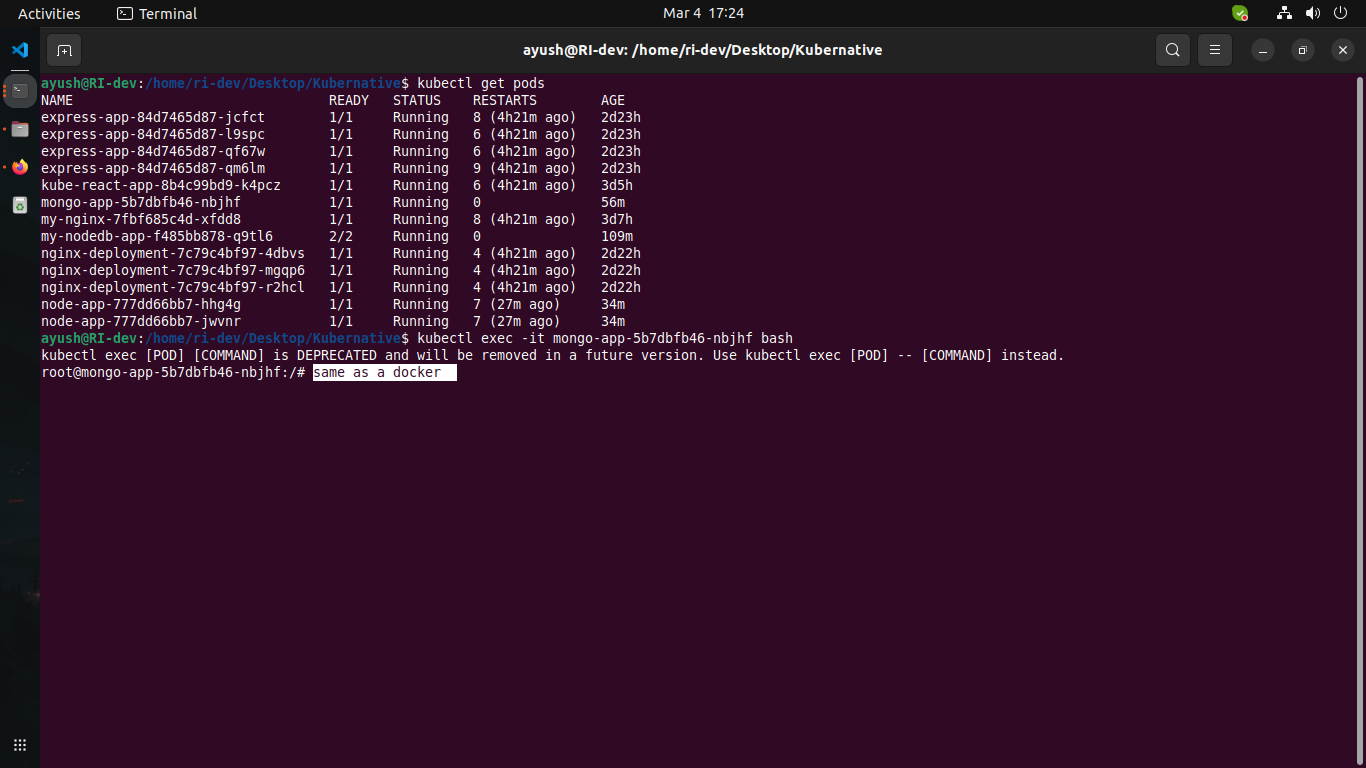 Activities Terminal Mar 4 17:24
ayush@RI-dev: /home/ri-dev/Desktop/Kubernative
ayush@RI-dev:/home/ri-dev/Desktop/Kubernative$ kubectl get pods
NAME READY STATUS RESTARTS AGE
express-app-84d7465d87-jcfct 1/1 Running 8 (4h21m ago) 2d23h
express-app-84d7465d87-l9spc 1/1 Running 6 (4h21m ago) 2d23h
express-app-84d7465d87-qf67w 1/1 Running 6 (4h21m ago) 2d23h
express-app-84d7465d87-qm6lm 1/1 Running 9 (4h21m ago) 2d23h
kube-react-app-8b4c99bd9-k4pcz 1/1 Running 6 (4h21m ago) 3d5h
mongo-app-5b7dbfb46-nbjhf 1/1 Running 0 56m
my-nginx-7fbf685c4d-xfdd8 1/1 Running 8 (4h21m ago) 3d7h
my-nodedb-app-f485bb878-q9tl6 2/2 Running 0 109m
nginx-deployment-7c79c4bf97-4dbvs 1/1 Running 4 (4h21m ago) 2d22h
nginx-deployment-7c79c4bf97-mgqp6 1/1 Running 4 (4h21m ago) 2d22h
nginx-deployment-7c79c4bf97-r2hcl 1/1 Running 4 (4h21m ago) 2d22h
node-app-777dd66bb7-hhg4g 1/1 Running 7 (27m ago) 34m
node-app-777dd66bb7-jwvnr 1/1 Running 7 (27m ago) 34m
ayush@RI-dev:/home/ri-dev/Desktop/Kubernative$ kubectl exec -it mongo-app-5b7dbfb46-nbjhf bash
kubectl exec [POD] [COMMAND] is DEPRECATED and will be removed in a future version. Use kubectl exec [POD] -- [COMMAND] instead.
root@mongo-app-5b7dbfb46-nbjhf:/# same as a docker